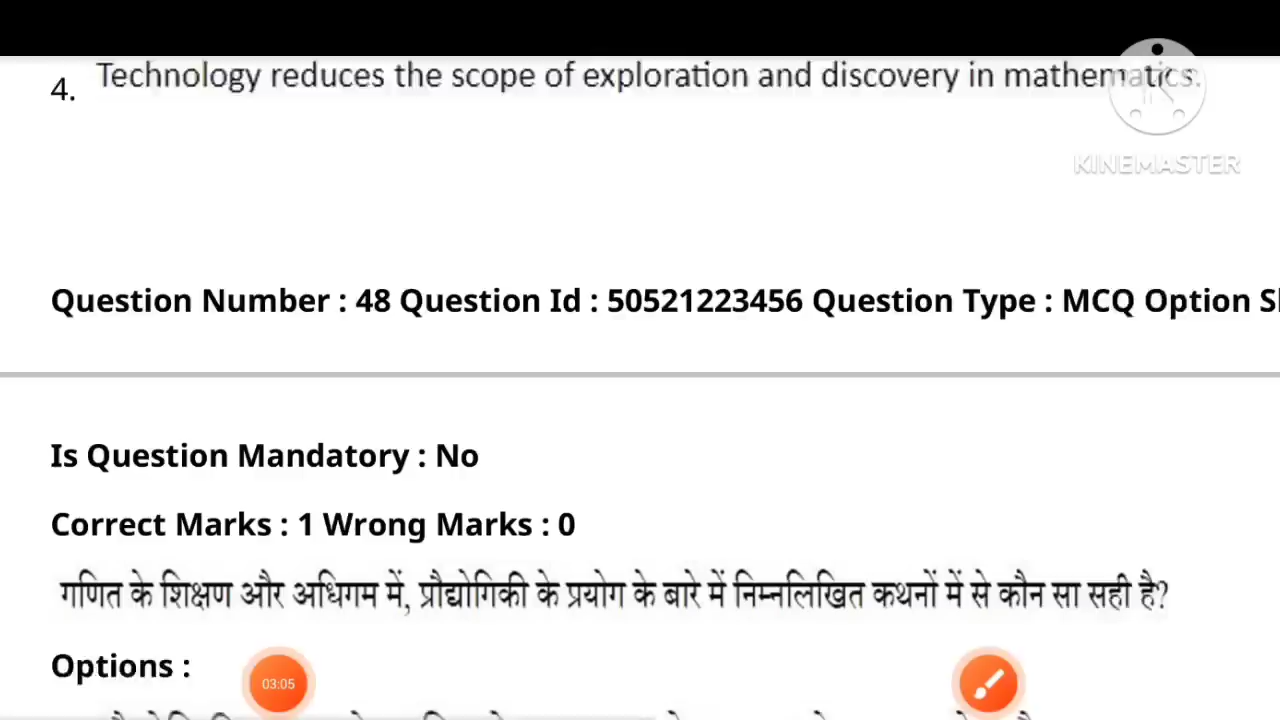 4. Technology reduces the scope of exploration and discovery in mathematics.
KINEMASTER
Question Number : 48 Question Id : 50521223456 Question Type : MCQ Option
Is Question Mandatory : No
Correct Marks : 1 Wrong Marks : 0
गणित के शिक्षण और अधिगम में, प्रौद्योगिकी के प्रयोग के बारे में निम्नलिखित कथनों में से कौन सा सही है?
Options :
03:05